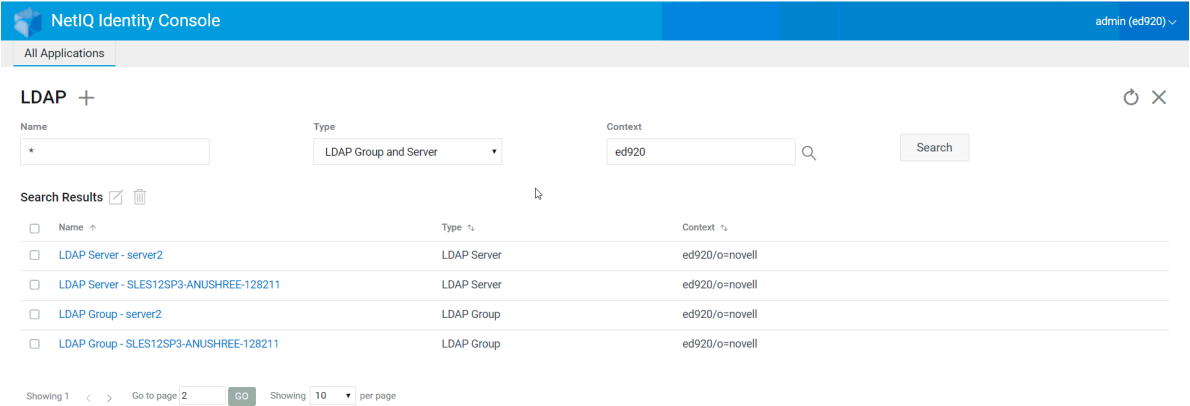 NetIQ Identity Console
admin (ed920)
All Applications
LDAP
Name Type Context
* LDAP Group and Server ed920 Search
Search Results
Name Type Context
LDAP Server - server2 LDAP Server ed920/o=novell
LDAP Server - SLES12SP3-ANUSHREE-128211 LDAP Server ed920/o=novell
LDAP Group - server2 LDAP Group ed920/o=novell
LDAP Group - SLES12SP3-ANUSHREE-128211 LDAP Group ed920/o=novell
Showing 1 < > Go to page 2 GO Showing 10 per page